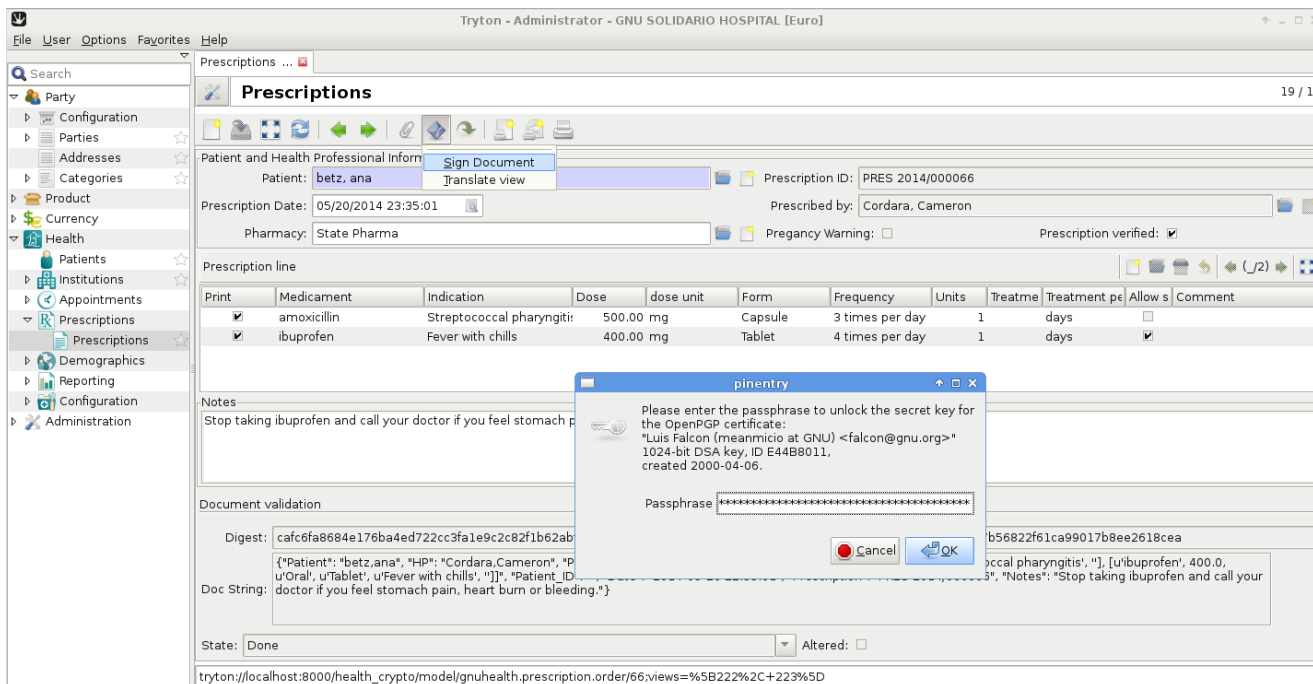 Tryton - Administrator - GNU SOLIDARIO HOSPITAL [Euro]
File User Options Favorites Help
Search
Party
Configuration
Parties
Addresses
Categories
Product
Currency
Health
Patients
Institutions
Appointments
Prescriptions
Prescriptions
Demographics
Reporting
Configuration
Administration
Prescriptions ...
Prescriptions
19 / 1
Sign Document
Translate view
Patient and Health Professional Inform
Patient: betz, ana
Prescription ID: PRES 2014/000066
Prescription Date: 05/20/2014 23:35:01
Prescribed by: Cordara, Cameron
Pharmacy: State Pharma
Pregancy Warning:
Prescription verified:
Prescription line
(_/2)
Print Medicament Indication Dose dose unit Form Frequency Units Treatme Treatment pe Allow s Comment
amoxicillin Streptococcal pharyngitis 500.00 mg Capsule 3 times per day 1 days
ibuprofen Fever with chills 400.00 mg Tablet 4 times per day 1 days
Notes
Stop taking ibuprofen and call your doctor if you feel stomach p
pinentry
Please enter the passphrase to unlock the secret key for
the OpenPGP certificate:
"Luis Falcon (meanmicio at GNU) <falcon@gnu.org>"
1024-bit DSA key, ID E44B8011,
created 2000-04-06.
Passphrase ****************************************
Cancel OK
Document validation
Digest: cafc6fa8684e176ba4ed722cc3fa1e9c2c82f1b62ab 7b56822f61ca99017b8ee2618cea
Doc String:
{"Patient": "betz,ana", "HP": "Cordara,Cameron", "P occal pharyngitis', ''], [u'ibuprofen', 400.0,
u'Oral', u'Tablet', u'Fever with chills', '']]", "Patient_ID "Notes": "Stop taking ibuprofen and call your
doctor if you feel stomach pain, heart burn or bleeding."}
State: Done
Altered:
tryton://localhost:8000/health_crypto/model/gnuhealth.prescription.order/66;views=%5B222%2C+223%5D